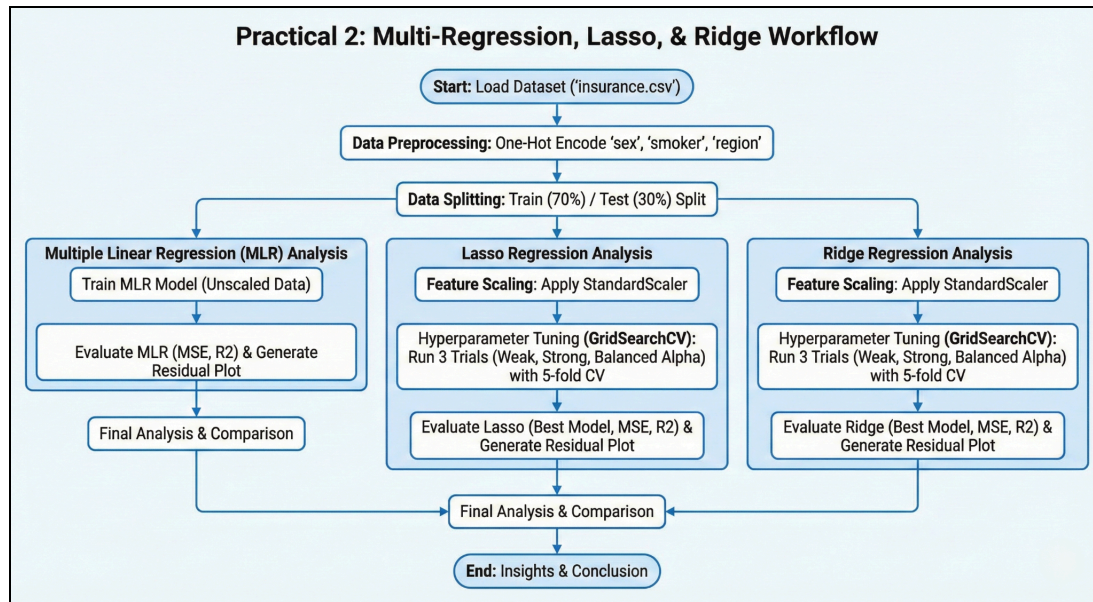 Practical 2: Multi-Regression, Lasso, & Ridge Workflow
Start: Load Dataset (‘insurance.csv’)
Data Preprocessing: One-Hot Encode ‘sex’, ‘smoker’, ‘region’
Data Splitting: Train (70%) / Test (30%) Split
Multiple Linear Regression (MLR) Analysis
Train MLR Model (Unscaled Data)
Evaluate MLR (MSE, R2) & Generate
Residual Plot
Final Analysis & Comparison
Lasso Regression Analysis
Feature Scaling: Apply StandardScaler
Hyperparameter Tuning (GridSearchCV):
Run 3 Trials (Weak, Strong, Balanced Alpha)
with 5-fold CV
Evaluate Lasso (Best Model, MSE, R2) &
Generate Residual Plot
Ridge Regression Analysis
Feature Scaling: Apply StandardScaler
Hyperparameter Tuning (GridSearchCV):
Run 3 Trials (Weak, Strong, Balanced Alpha)
with 5-fold CV
Evaluate Ridge (Best Model, MSE, R2) &
Generate Residual Plot
Final Analysis & Comparison
End: Insights & Conclusion